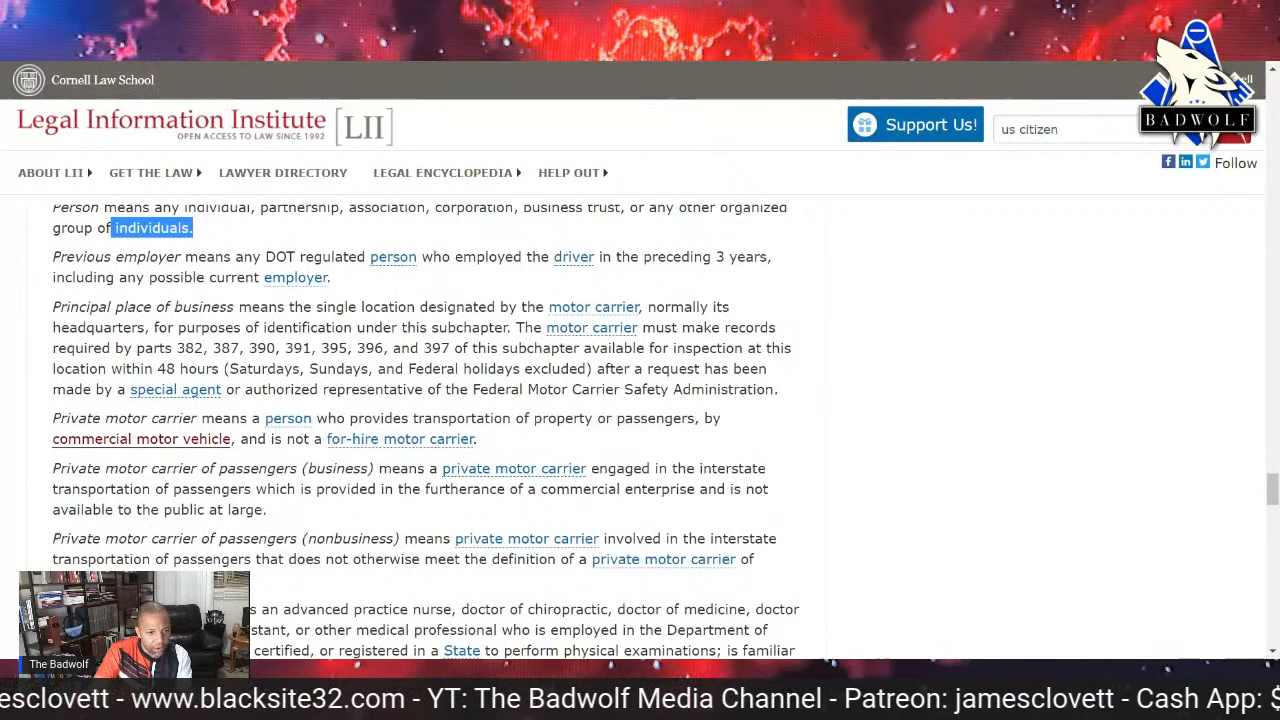 Cornell Law School
ell
Legal Information Institute
OPEN ACCESS TO LAW SINCE 1992
[LII]
Support Us!
us citizen
BADWOLF
ABOUT LII
GET THE LAW
LAWYER DIRECTORY
LEGAL ENCYCLOPEDIA
HELP OUT
Follow
Person means any individual, partnership, association, corporation, business trust, or any other organized
group of individuals.
Previous employer means any DOT regulated person who employed the driver in the preceding 3 years,
including any possible current employer.
Principal place of business means the single location designated by the motor carrier, normally its
headquarters, for purposes of identification under this subchapter. The motor carrier must make records
required by parts 382, 387, 390, 391, 395, 396, and 397 of this subchapter available for inspection at this
location within 48 hours (Saturdays, Sundays, and Federal holidays excluded) after a request has been
made by a special agent or authorized representative of the Federal Motor Carrier Safety Administration.
Private motor carrier means a person who provides transportation of property or passengers, by
commercial motor vehicle, and is not a for-hire motor carrier.
Private motor carrier of passengers (business) means a private motor carrier engaged in the interstate
transportation of passengers which is provided in the furtherance of a commercial enterprise and is not
available to the public at large.
Private motor carrier of passengers (nonbusiness) means private motor carrier involved in the interstate
transportation of passengers that does not otherwise meet the definition of a private motor carrier of
s an advanced practice nurse, doctor of chiropractic, doctor of medicine, doctor
stant, or other medical professional who is employed in the Department of
certified, or registered in a State to perform physical examinations; is familiar
The Badwolf
esclovett - www.blacksite32.com - YT: The Badwolf Media Channel - Patreon: jamesclovett - Cash App: $